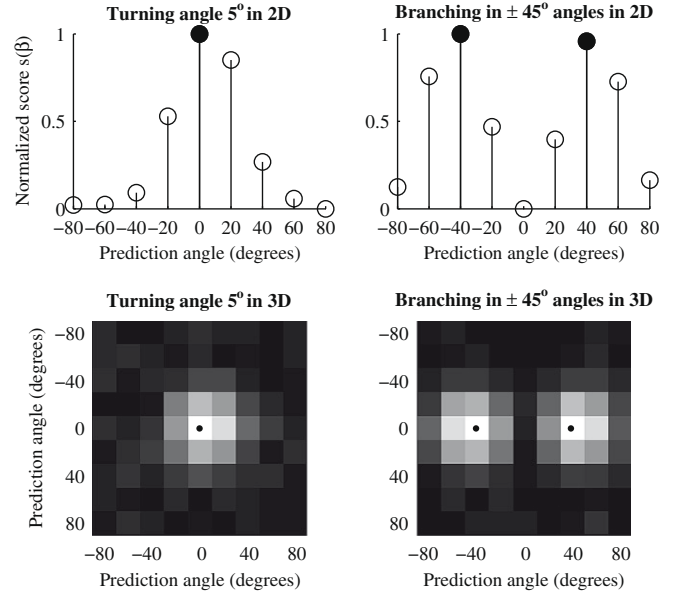 Turning angle 5° in 2D
Branching in ± 45° angles in 2D
Normalized score s(β)
1
0.5
0
−80 −60 −40 −20 0 20 40 60 80
Prediction angle (degrees)
1
0.5
0
−80 −60 −40 −20 0 20 40 60 80
Prediction angle (degrees)
Turning angle 5° in 3D
Branching in ± 45° angles in 3D
Prediction angle (degrees)
−80
−40
0
40
80
−80 −40 0 40 80
Prediction angle (degrees)
−80
−40
0
40
80
−80 −40 0 40 80
Prediction angle (degrees)